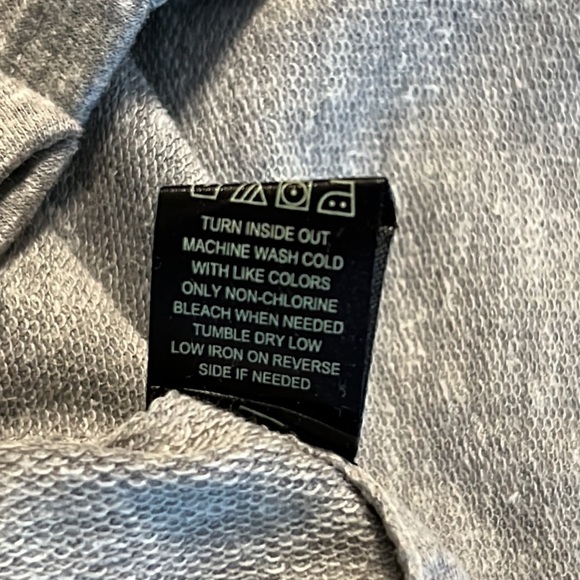 TURN INSIDE OUT
MACHINE WASH COLD
WITH LIKE COLORS
ONLY NON-CHLORINE
BLEACH WHEN NEEDED
TUMBLE DRY LOW
LOW IRON ON REVERSE
SIDE IF NEEDED